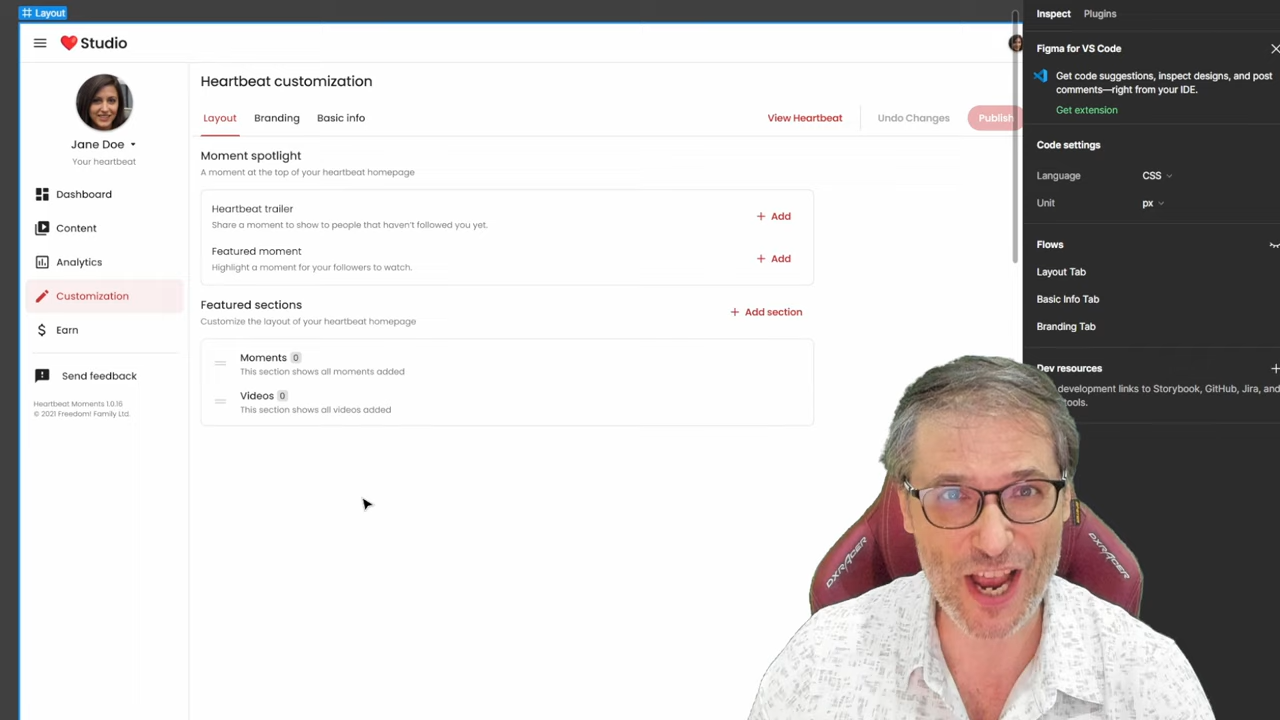 Layout
Studio
Jane Doe
Your heartbeat
Dashboard
Content
Analytics
Customization
Earn
Send feedback
Heartbeat Moments 1.0.16
© 2021 Freedom! Family Ltd.
Heartbeat customization
Layout Branding Basic info
View Heartbeat Undo Changes Publish
Moment spotlight
A moment at the top of your heartbeat homepage
Heartbeat trailer
Share a moment to show to people that haven't followed you yet.
+ Add
Featured moment
Highlight a moment for your followers to watch.
+ Add
Featured sections
Customize the layout of your heartbeat homepage
+ Add section
Moments 0
This section shows all moments added
Videos 0
This section shows all videos added
Inspect Plugins
Figma for VS Code
Get code suggestions, inspect designs, and post
comments—right from your IDE.
Get extension
Code settings
Language CSS
Unit px
Flows
Layout Tab
Basic Info Tab
Branding Tab
Dev resources
development links to Storybook, GitHub, Jira, and
tools.
DXRACER
DXRACER